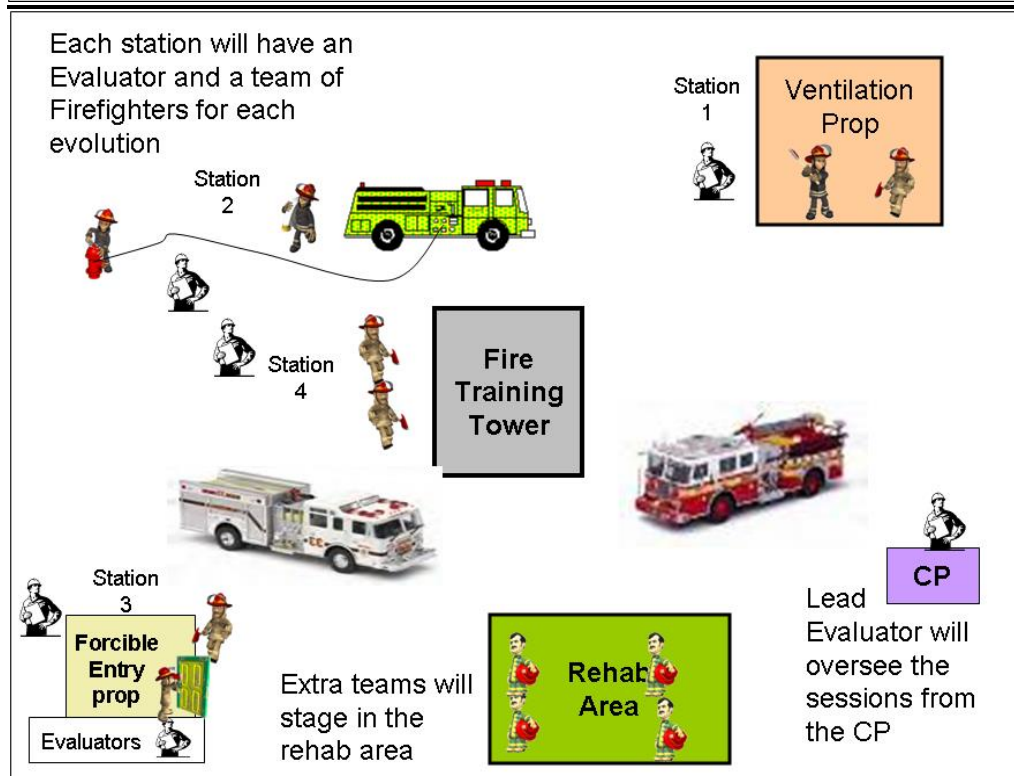 Each station will have an
Evaluator and a team of
Firefighters for each
evolution
Station
1
Ventilation
Prop
Station
2
Station
4
Fire
Training
Tower
Station
3
Forcible
Entry
prop
Evaluators
Extra teams will
stage in the
rehab area
Rehab
Area
CP
Lead
Evaluator will
oversee the
sessions from
the CP